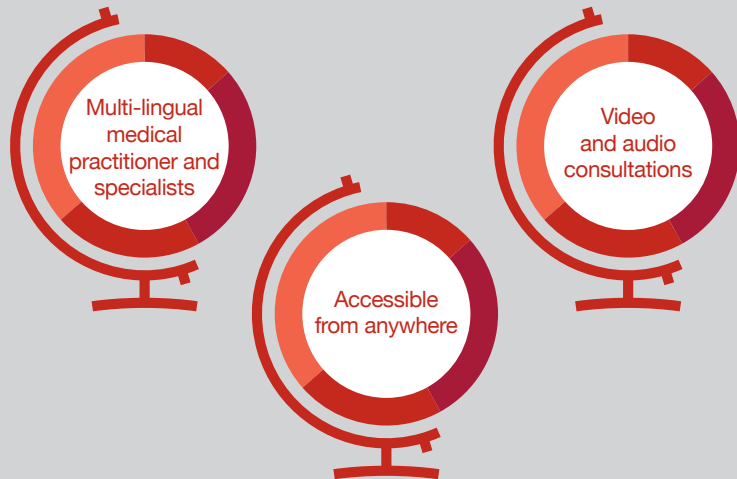 Multi-lingual
medical
practitioner and
specialists
Video
and audio
consultations
Accessible
from anywhere